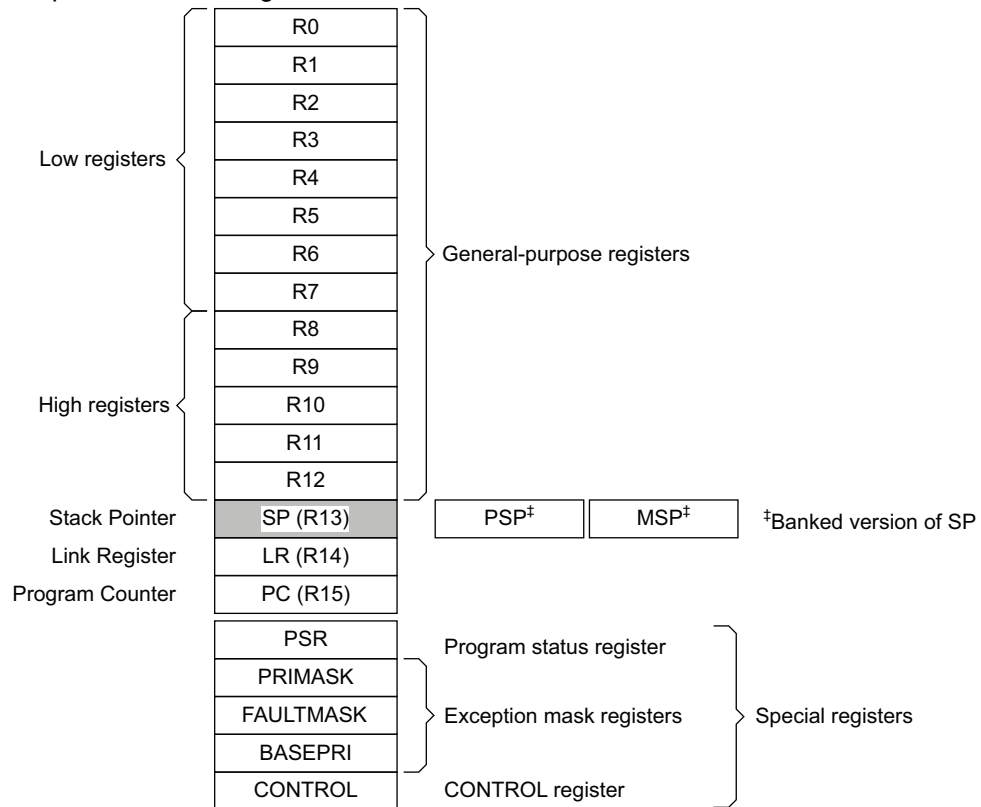 R0
R1
R2
R3
Low registers
R4
R5
R6
General-purpose registers
R7
R8
R9
High registers
R10
R11
R12
Stack Pointer SP (R13) PSP‡ MSP‡ ‡Banked version of SP
Link Register LR (R14)
Program Counter PC (R15)
PSR Program status register
PRIMASK
FAULTMASK Exception mask registers Special registers
BASEPRI
CONTROL CONTROL register